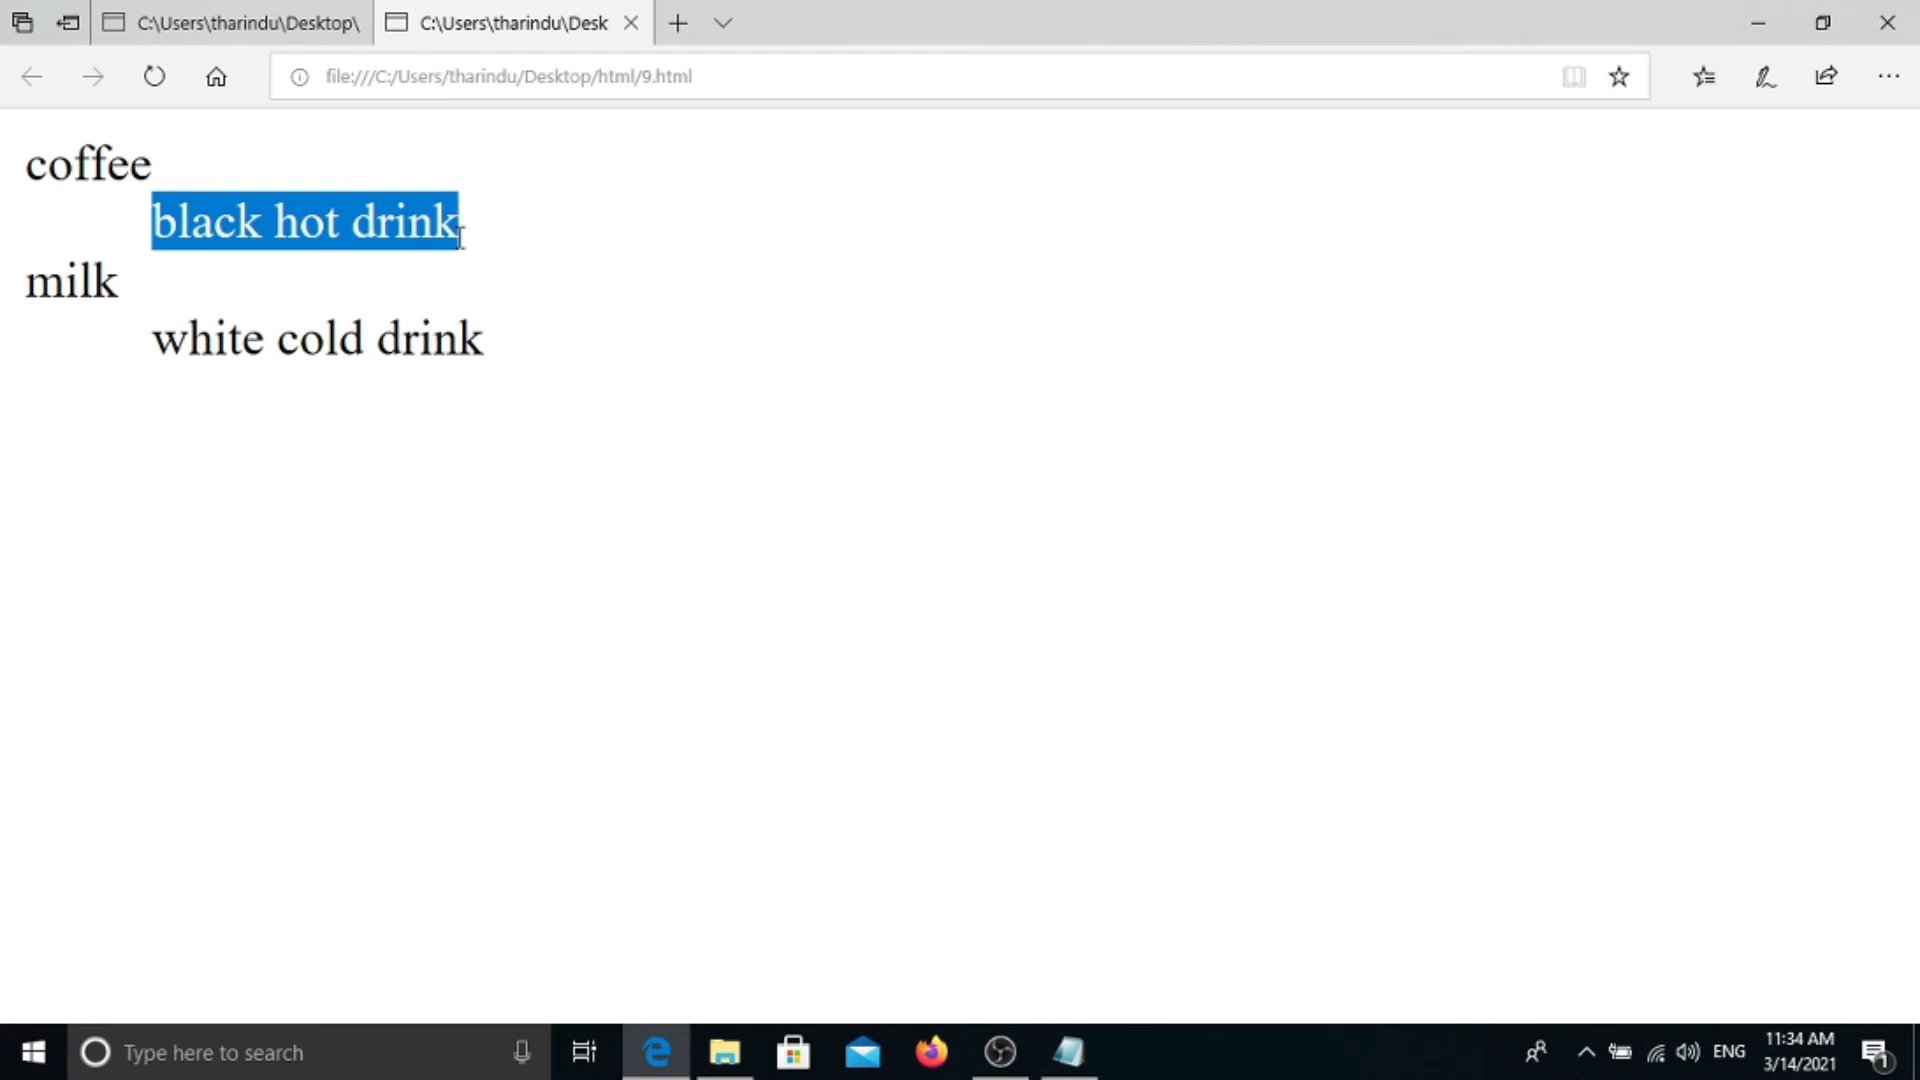 C:\Users\tharindu\Desktop\
C:\Users\tharindu\Desk
file:///C:/Users/tharindu/Desktop/html/9.html
coffee
black hot drink
milk
white cold drink
Type here to search
ENG
11:34 AM
3/14/2021
1